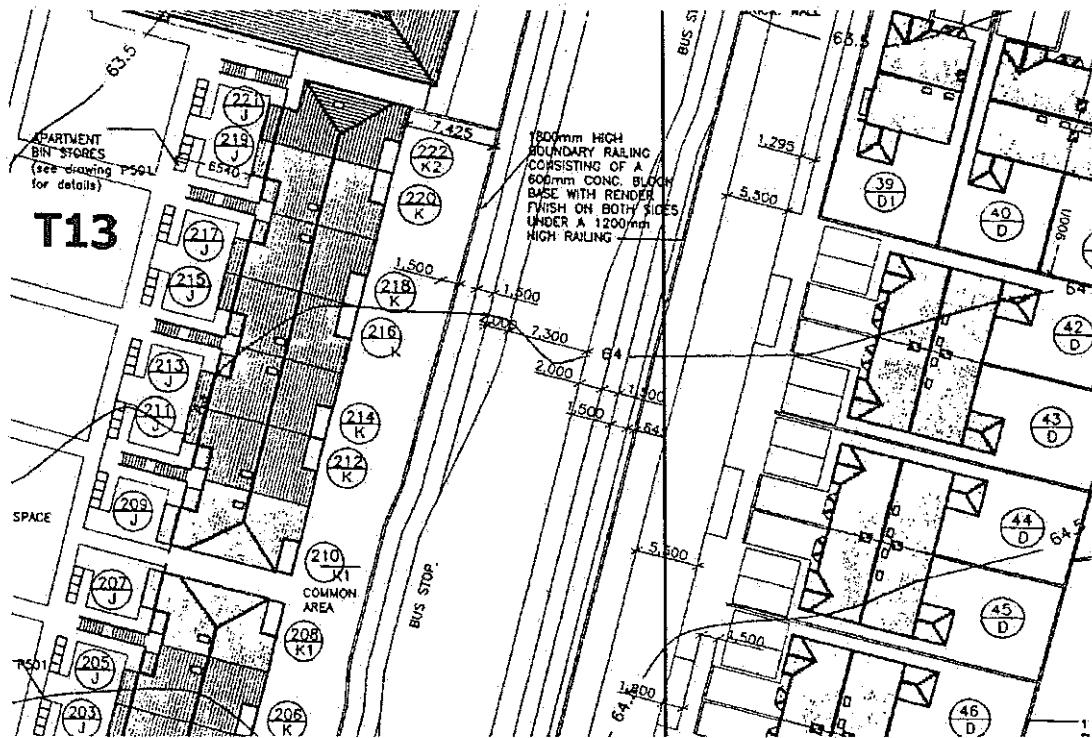 63.5
BUS STOP
63.5
221
J
219
J
APARTMENT
BIN STORES
(see drawing P501
for details)
6540
7,425
222
K2
220
K
1800mm HIGH
BOUNDARY RAILING
CONSISTING OF A
600mm CONC. BLOCK
BASE WITH RENDER
FINISH ON BOTH SIDES
UNDER A 1200mm
HIGH RAILING
1,295
5,500
39
D1
40
D
T13
217
J
215
J
1,500
218
K
1,500
216
K
7,300
64
2,000
1,500
1,500
64
42
D
213
J
211
J
214
K
212
K
43
D
SPACE
209
J
210
K1
COMMON
AREA
BUS STOP
5,500
44
D
64.5
207
J
208
K1
45
D
1,500
P501
205
J
203
J
206
K
1,800
46
D